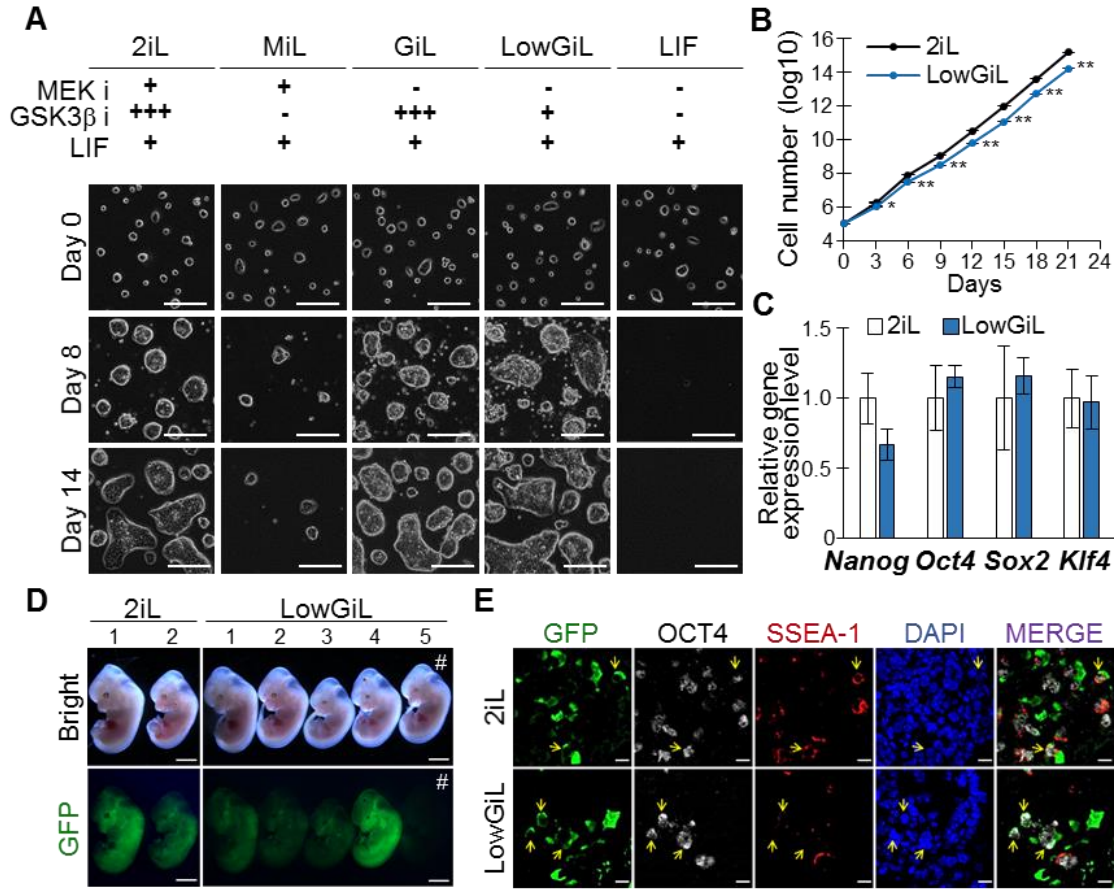 A
2iL MiL GiL LowGiL LIF
MEK i + + - - -
GSK3β i +++ - +++ + -
LIF + + + + +
Day 0
Day 8
Day 14
B
Cell number (log10)
16
14
12
10
8
6
4
2iL
LowGiL
* ** ** ** ** ** **
0 3 6 9 12 15 18 21 24
Days
C
Relative gene
expression level
1.5
1.0
0.5
0
2iL LowGiL
Nanog Oct4 Sox2 Klf4
D
2iL LowGiL
1 2 1 2 3 4 5
Bright
#
GFP
#
E
GFP OCT4 SSEA-1 DAPI MERGE
2iL
LowGiL